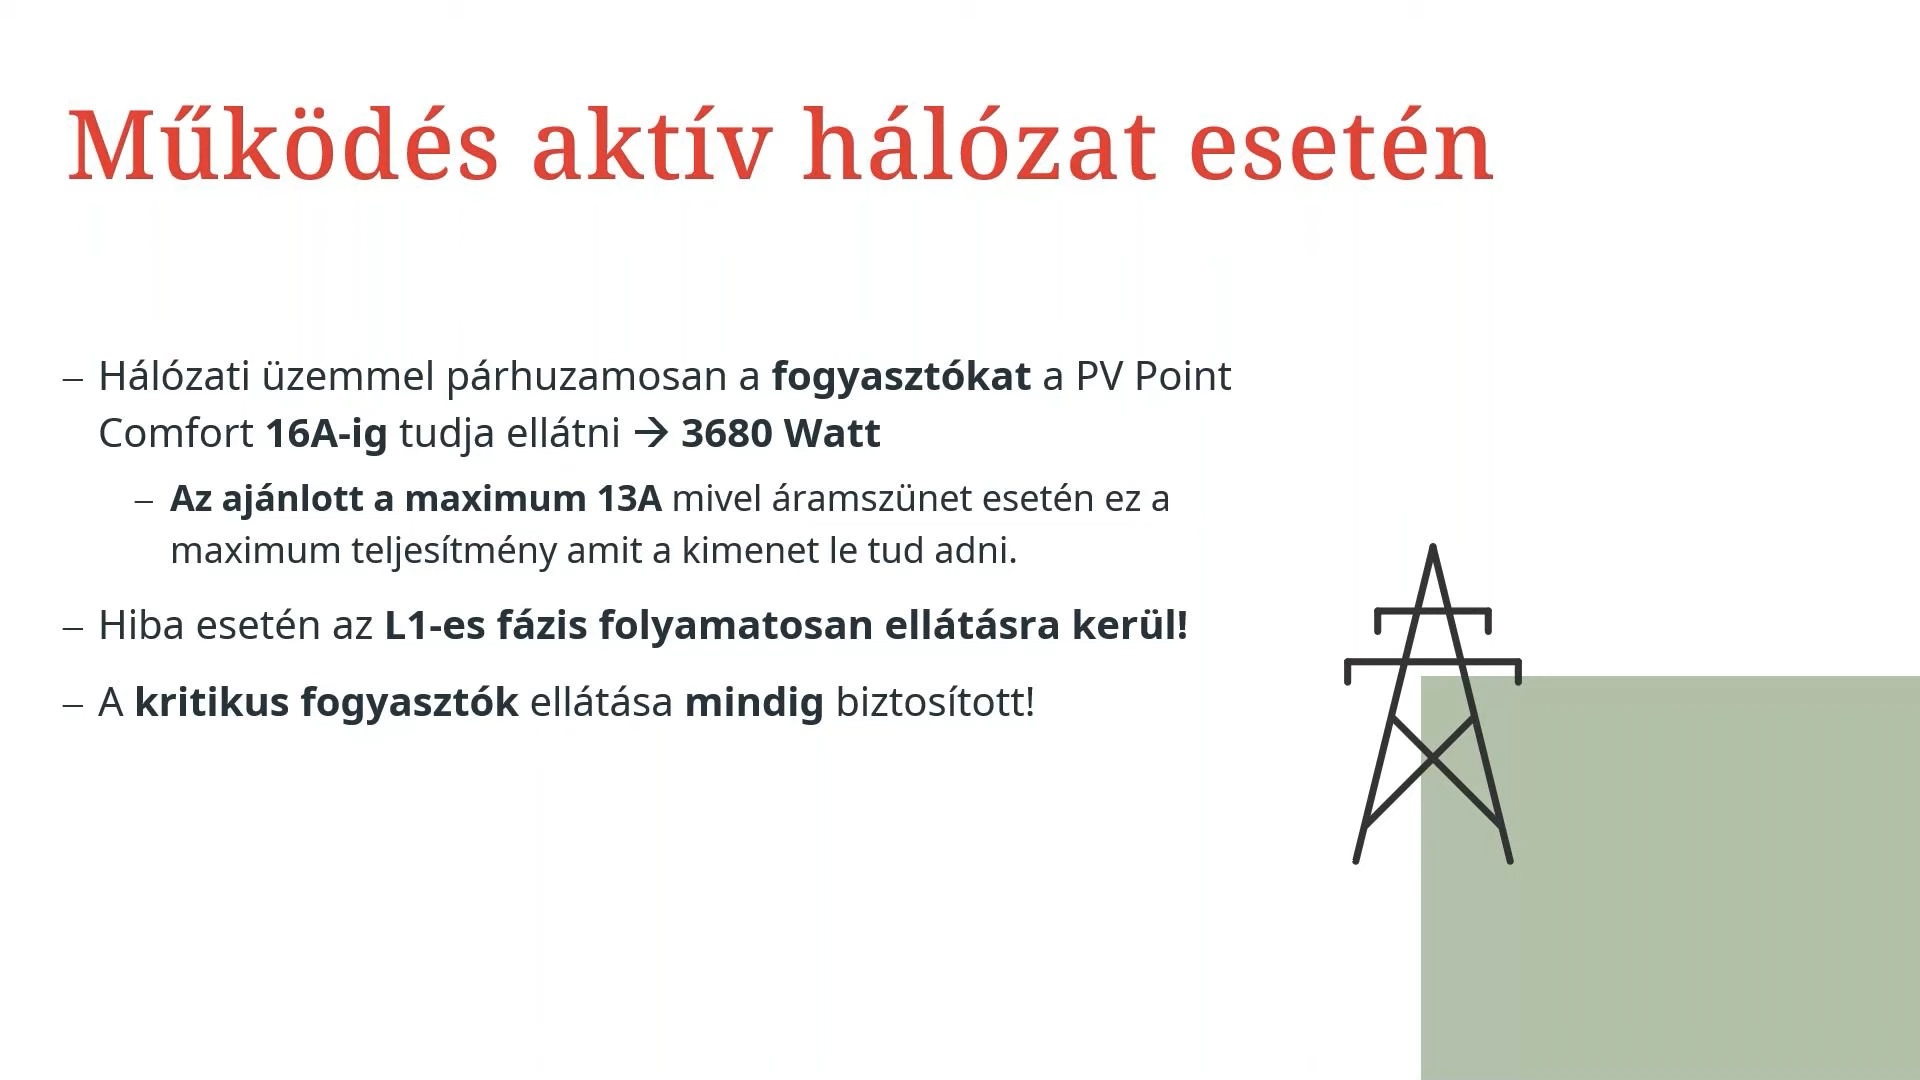 Működés aktív hálózat esetén
– Hálózati üzemmel párhuzamosan a fogyasztókat a PV Point
Comfort 16A-ig tudja ellátni → 3680 Watt
– Az ajánlott a maximum 13A mivel áramszünet esetén ez a
maximum teljesítmény amit a kimenet le tud adni.
– Hiba esetén az L1-es fázis folyamatosan ellátásra kerül!
– A kritikus fogyasztók ellátása mindig biztosított!